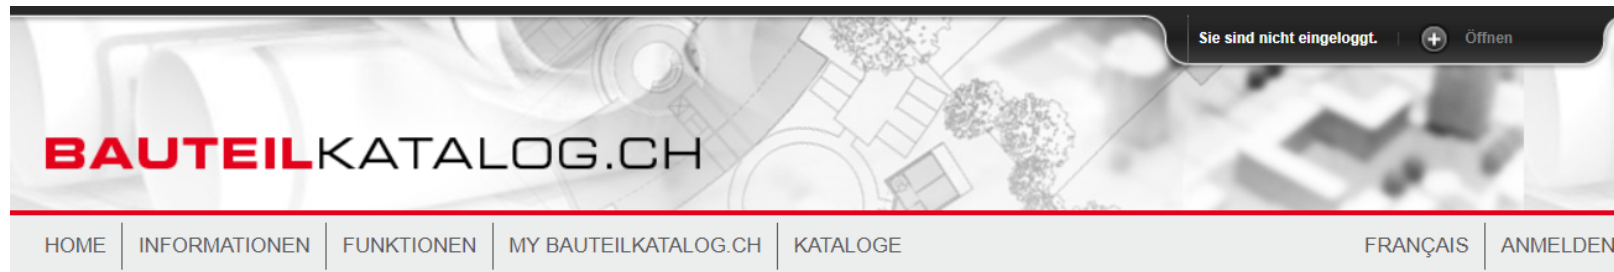 Sie sind nicht eingeloggt. | Öffnen
BAUTEILKATALOG.CH
HOME INFORMATIONEN FUNKTIONEN MY BAUTEILKATALOG.CH KATALOGE FRANÇAIS ANMELDEN